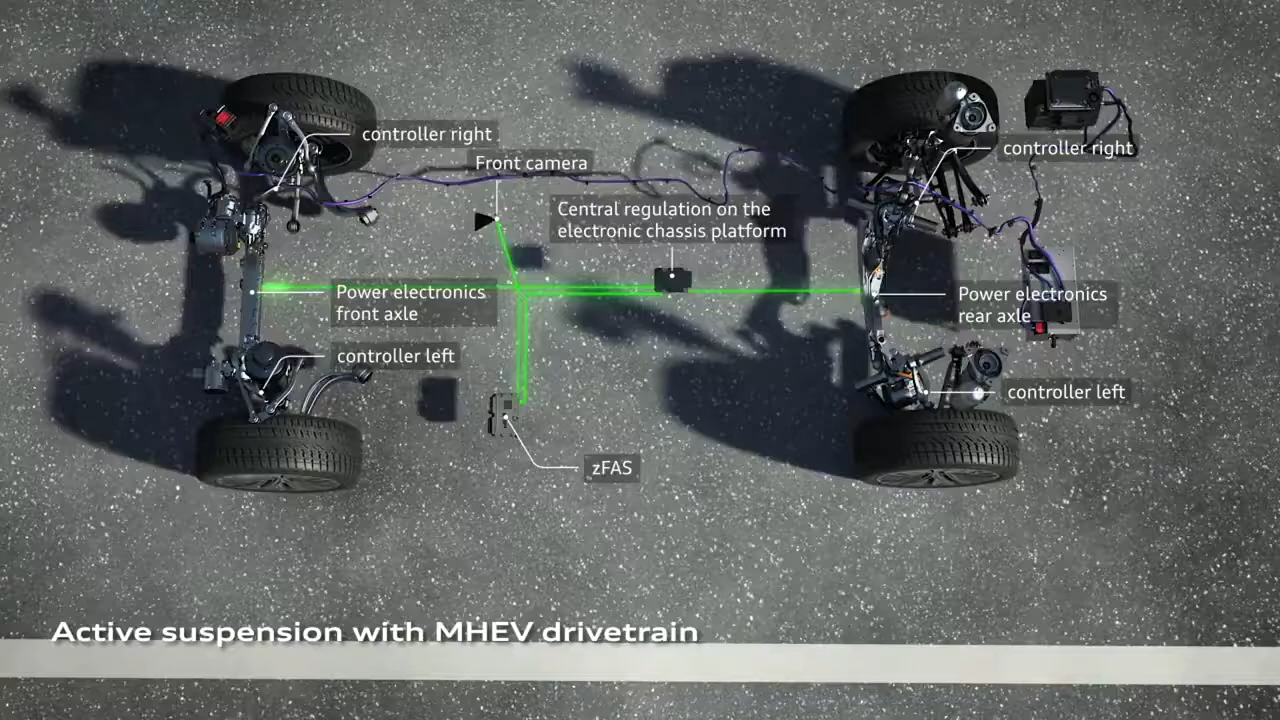 controller right
controller right
Front camera
Central regulation on the
electronic chassis platform
Power electronics
front axle
Power electronics
rear axle
controller left
controller left
zFAS
Active suspension with MHEV drivetrain